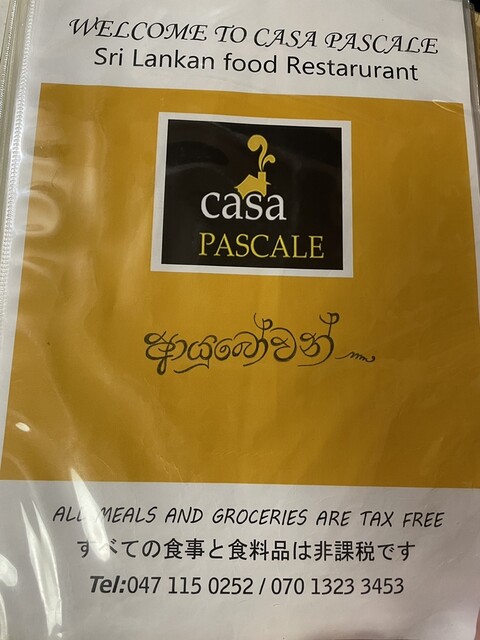 WELCOME TO CASA PASCALE
Sri Lankan food Restarurant
casa
PASCALE
ආයුබෝවන්
ALL MEALS AND GROCERIES ARE TAX FREE
すべての食事と食料品は非課税です
Tel:047 115 0252 / 070 1323 3453